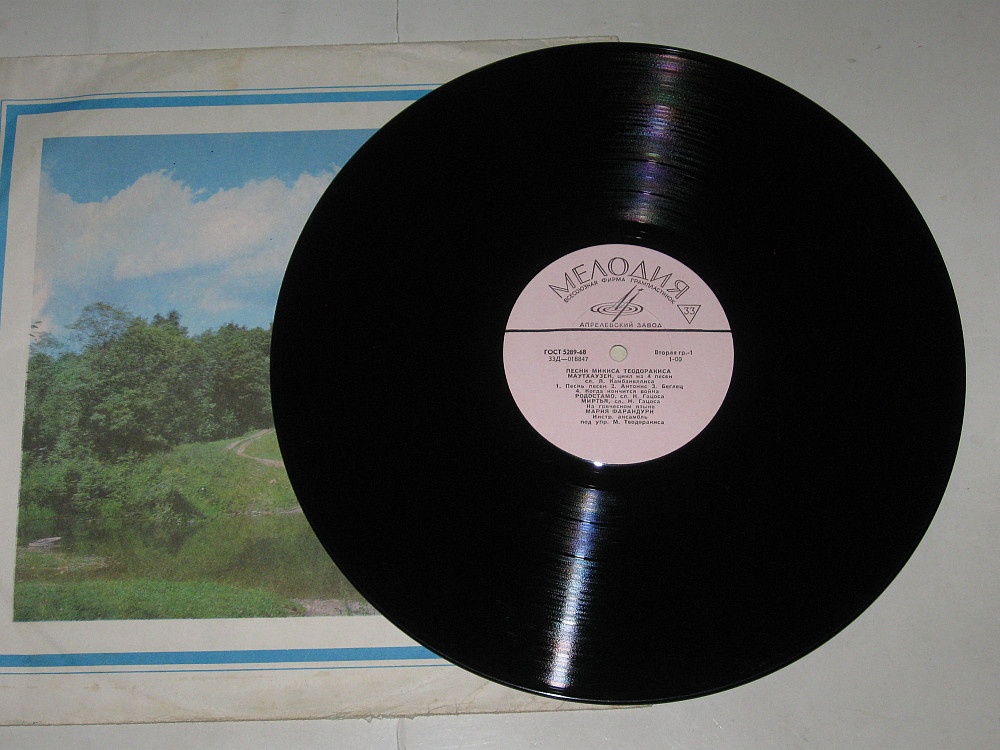 МЕЛОДИЯ
ВСЕСОЮЗНАЯ ФИРМА ГРАМПЛАСТИНОК
33
АПРЕЛЕВСКИЙ ЗАВОД
ГОСТ 5289-68 Вторая гр.-1
33Д—018847 1-00
ПЕСНИ МИКИСА ТЕОДОРАКИСА
МАУТХАУЗЕН, цикл из 4 песен
сл. Я. Камбанеллиса
1. Песнь песен 2. Антонис 3. Беглец
4. Когда кончится война
РОДОСТАМО, сл. Н. Гацоса
МИРТЬЯ, сл. Н. Гацоса
На греческом языке
МАРИЯ ФАРАНДУРИ
Инстр. ансамбль
под упр. М. Теодоракиса